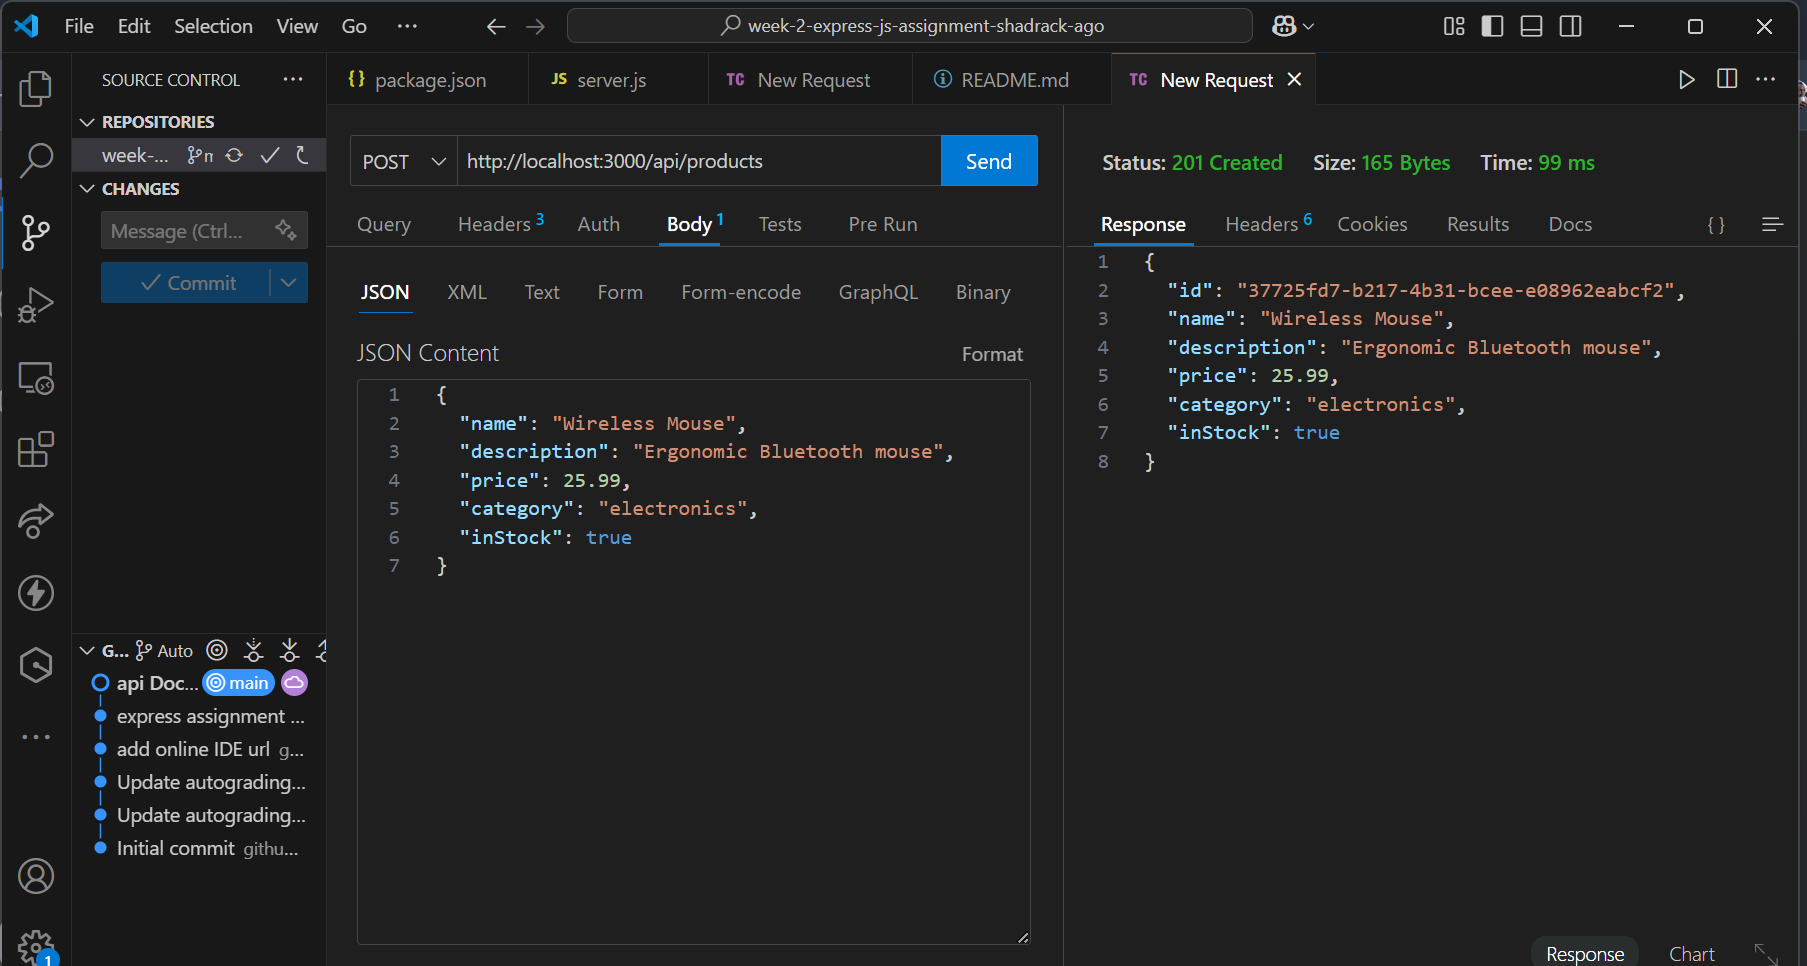 File Edit Selection View Go ··· week-2-express-js-assignment-shadrack-ago
SOURCE CONTROL ···
REPOSITORIES
week-...
CHANGES
Message (Ctrl...
Commit
G... Auto
api Doc... main
express assignment ...
add online IDE url g...
Update autograding...
Update autograding...
Initial commit githu...
1
{} package.json
JS server.js
TC New Request
README.md
TC New Request
POST http://localhost:3000/api/products Send
Query Headers 3 Auth Body 1 Tests Pre Run
JSON XML Text Form Form-encode GraphQL Binary
JSON Content Format
1 {
2 "name": "Wireless Mouse",
3 "description": "Ergonomic Bluetooth mouse",
4 "price": 25.99,
5 "category": "electronics",
6 "inStock": true
7 }
Status: 201 Created Size: 165 Bytes Time: 99 ms
Response Headers 6 Cookies Results Docs { }
1 {
2 "id": "37725fd7-b217-4b31-bcee-e08962eabcf2",
3 "name": "Wireless Mouse",
4 "description": "Ergonomic Bluetooth mouse",
5 "price": 25.99,
6 "category": "electronics",
7 "inStock": true
8 }
Response Chart